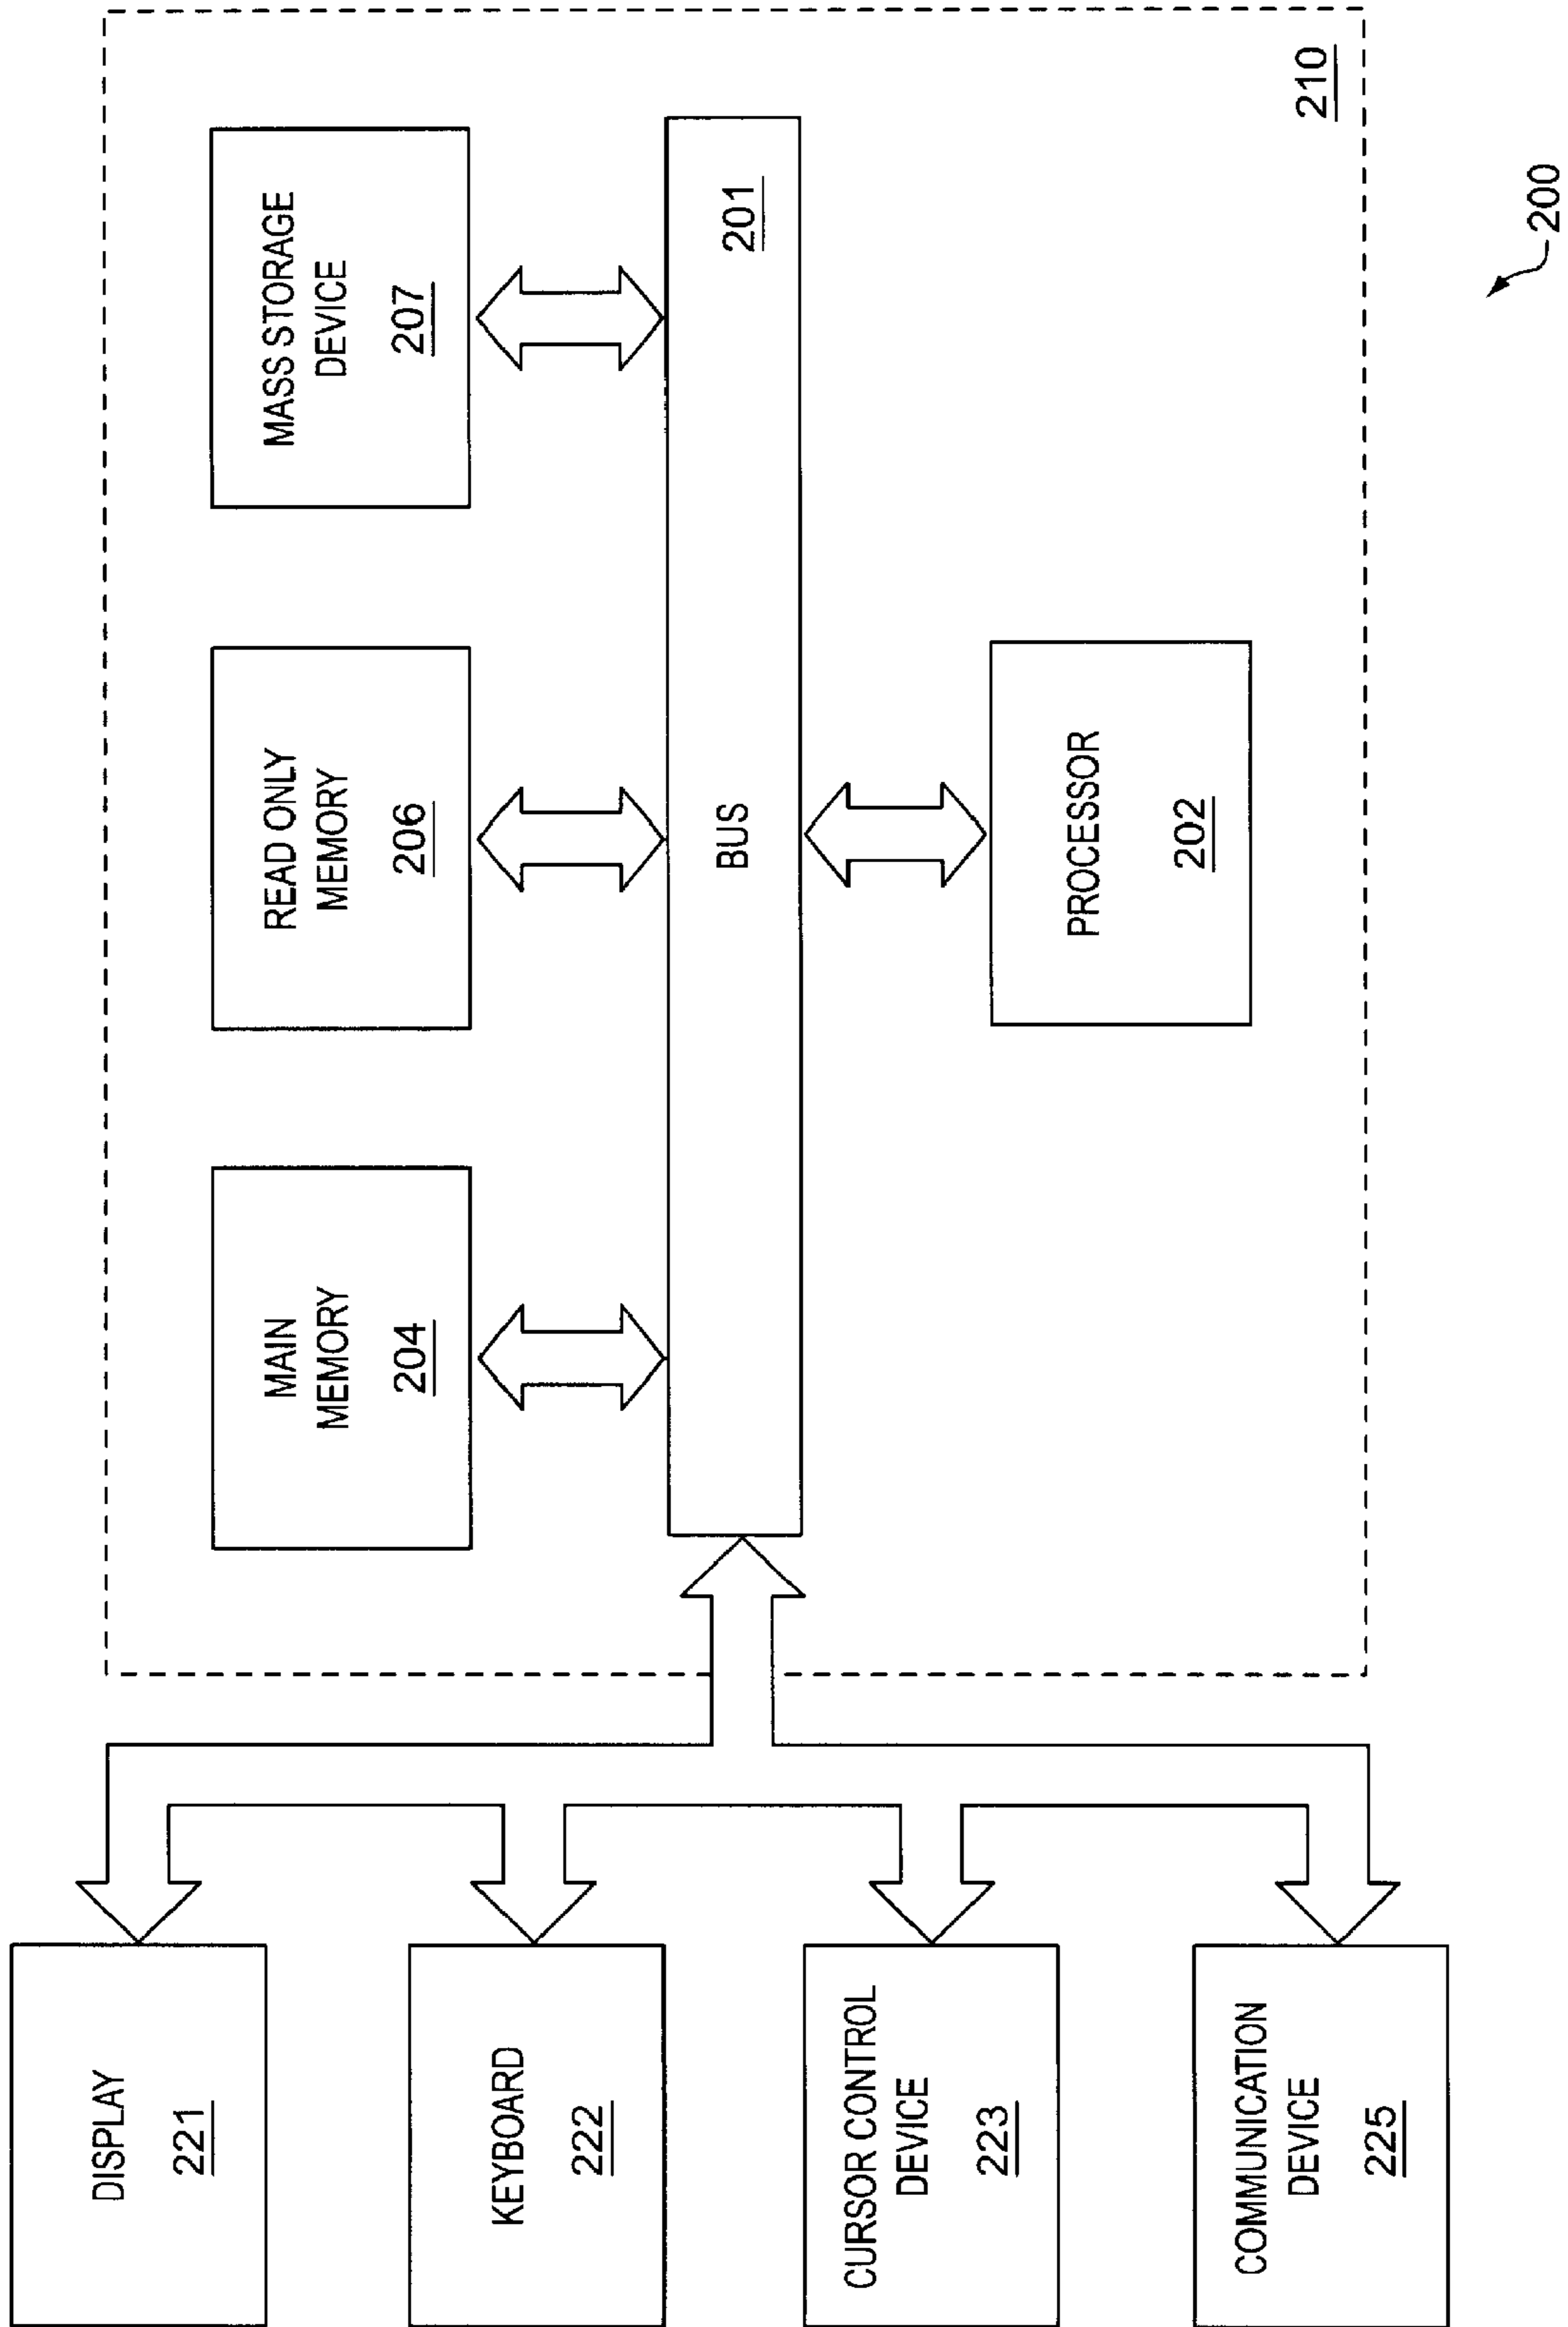 DISPLAY
221
KEYBOARD
222
CURSOR CONTROL
DEVICE
223
COMMUNICATION
DEVICE
225
MAIN
MEMORY
204
READ ONLY
MEMORY
206
MASS STORAGE
DEVICE
207
BUS
201
PROCESSOR
202
210
200